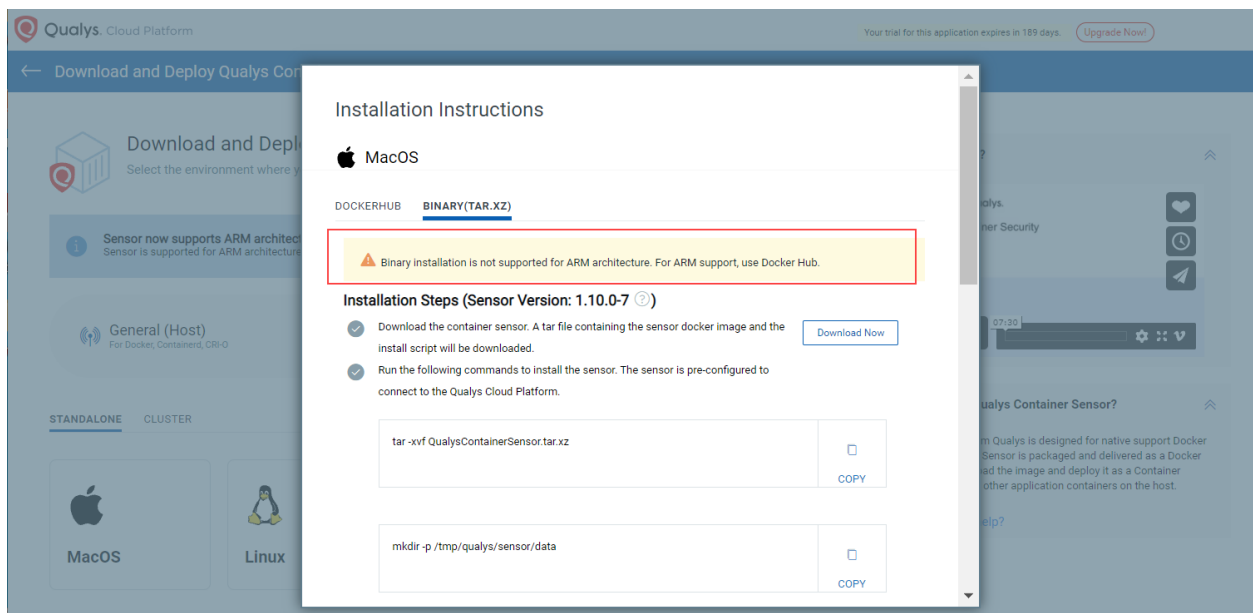 Qualys. Cloud Platform
Your trial for this application expires in 189 days. Upgrade Now!
Download and Deploy Qualys Con
Installation Instructions
MacOS
DOCKERHUB BINARY(TAR.XZ)
Binary installation is not supported for ARM architecture. For ARM support, use Docker Hub.
Installation Steps (Sensor Version: 1.10.0-7 ?)
Download the container sensor. A tar file containing the sensor docker image and the
install script will be downloaded.
Download Now
Run the following commands to install the sensor. The sensor is pre-configured to
connect to the Qualys Cloud Platform.
tar -xvf QualysContainerSensor.tar.xz
COPY
mkdir -p /tmp/qualys/sensor/data
COPY
Download and Depl
Select the environment where y
Sensor now supports ARM architect
Sensor is supported for ARM architecture
General (Host)
For Docker, Containerd, CRI-O
STANDALONE CLUSTER
MacOS
Linux
?
alys.
ner Security
07:30
ualys Container Sensor?
m Qualys is designed for native support Docker
Sensor is packaged and delivered as a Docker
ad the image and deploy it as a Container
other application containers on the host.
elp?